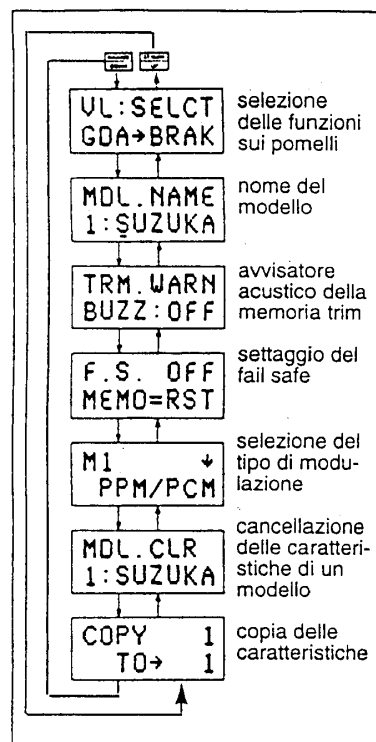 VL:SELCT
GDA→BRAK
selezione
delle funzioni
sui pomelli
MDL.NAME
1:SUZUKA
nome del
modello
TRM.WARN
BUZZ:OFF
avvisatore
acustico della
memoria trim
F.S. OFF
MEMO=RST
settaggio del
fail safe
M1 ↓
PPM/PCM
selezione del
tipo di modu-
lazione
MDL.CLR
1:SUZUKA
cancellazione
delle caratteri-
stiche di un
modello
COPY 1
TO→ 1
copia delle
caratteristiche